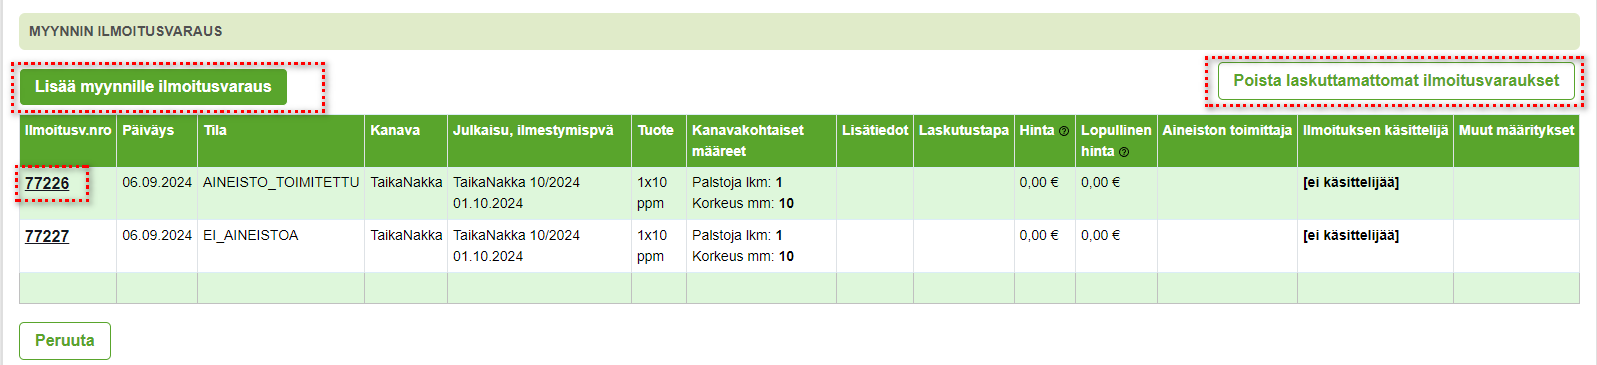 MYYNNIN ILMOITUSVARAUS
Lisää myynnille ilmoitusvaraus
Poista laskuttamattomat ilmoitusvaraukset
Ilmoitusv.nro Päiväys Tila Kanava Julkaisu, ilmestymispvä Tuote Kanavakohtaiset määreet Lisätiedot Laskutustapa Hinta Lopullinen hinta Aineiston toimittaja Ilmoituksen käsittelijä Muut määritykset
77226 06.09.2024 AINEISTO_TOIMITETTU TaikaNakka TaikaNakka 10/2024 1x10 Palstoja lkm: 1 0,00 € 0,00 € [ei käsittelijää]
01.10.2024 ppm Korkeus mm: 10
77227 06.09.2024 EI_AINEISTOA TaikaNakka TaikaNakka 10/2024 1x10 Palstoja lkm: 1 0,00 € 0,00 € [ei käsittelijää]
01.10.2024 ppm Korkeus mm: 10
Peruuta